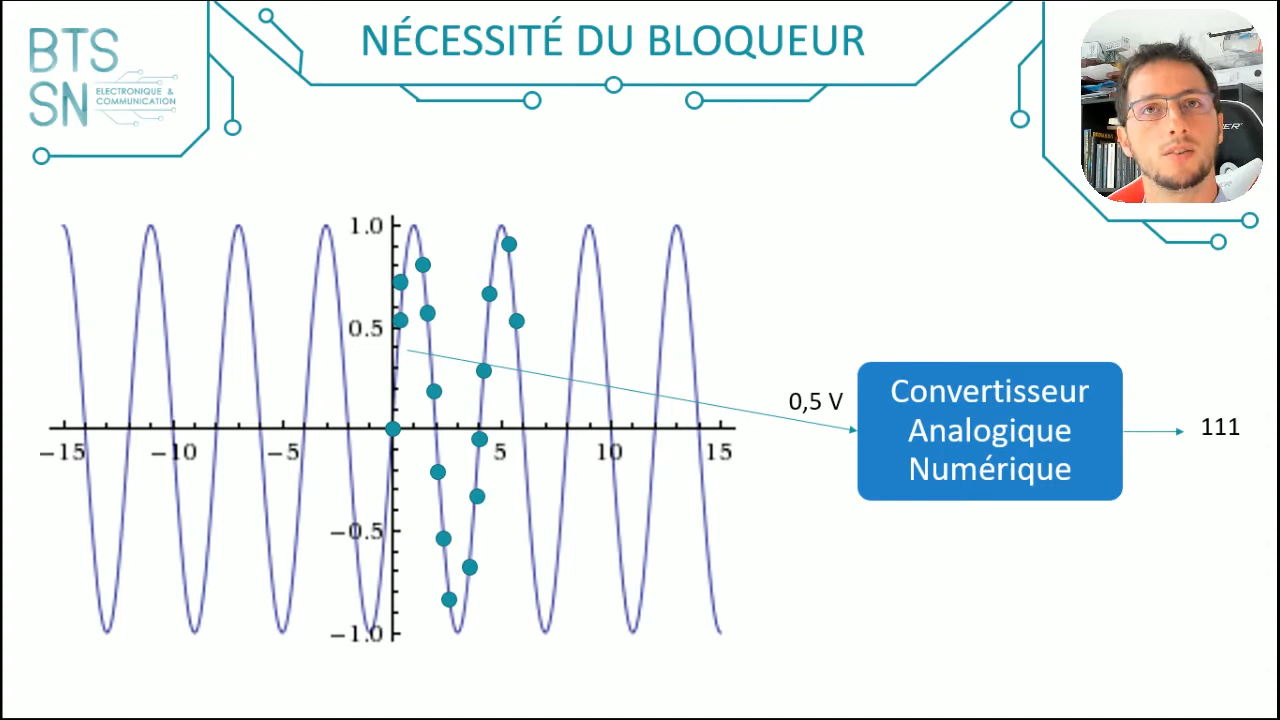 BTS
SN
ELECTRONIQUE &
COMMUNICATION
NÉCESSITÉ DU BLOQUEUR
1.0
0.5
−15
−10
−5
5
10
15
−0.5
−1.0
0,5 V
Convertisseur
Analogique
Numérique
111